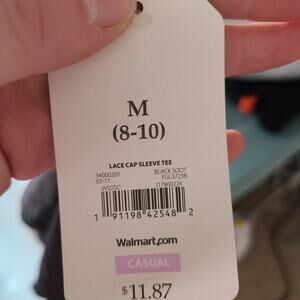 M
(8-10)
LACE CAP SLEEVE TEE
34000201 BLACK SOOT
03-17 FGL37238
WSDSC J17860224
1 91198 42548 2
Walmart.com
CASUAL
$11.87